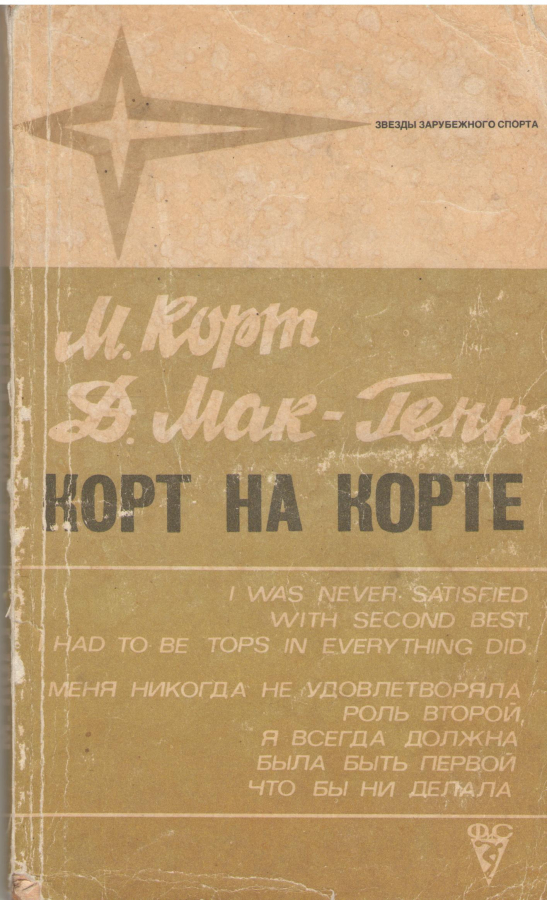 ЗВЕЗДЫ ЗАРУБЕЖНОГО СПОРТА
М. Корт
Д. Мак-Генн
КОРТ НА КОРТЕ
I WAS NEVER SATISFIED
WITH SECOND BEST,
I HAD TO BE TOPS IN EVERYTHING DID.
МЕНЯ НИКОГДА НЕ УДОВЛЕТВОРЯЛА
РОЛЬ ВТОРОЙ,
Я ВСЕГДА ДОЛЖНА
БЫЛА БЫТЬ ПЕРВОЙ
ЧТО БЫ НИ ДЕЛАЛА
ФиС